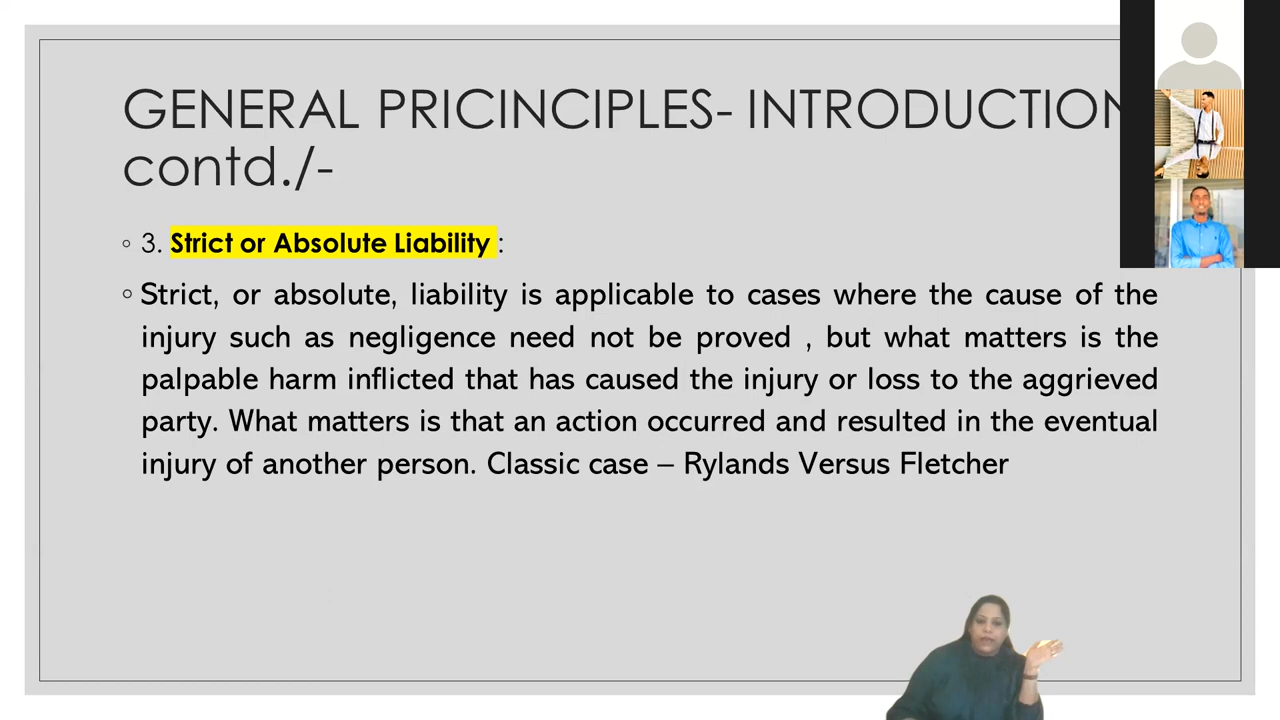 GENERAL PRICINCIPLES- INTRODUCTION
contd./-
3. Strict or Absolute Liability :
Strict, or absolute, liability is applicable to cases where the cause of the
injury such as negligence need not be proved , but what matters is the
palpable harm inflicted that has caused the injury or loss to the aggrieved
party. What matters is that an action occurred and resulted in the eventual
injury of another person. Classic case – Rylands Versus Fletcher